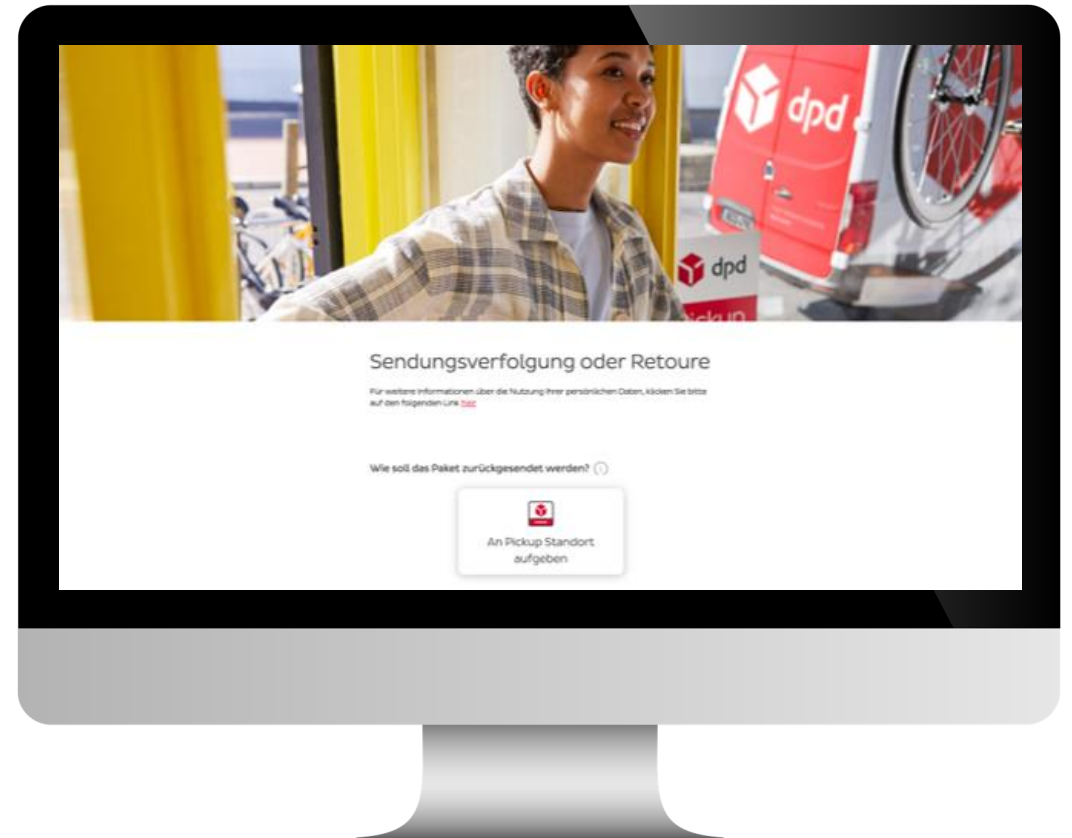 dpd
dpd
Pickup
Sendungsverfolgung oder Retoure
Für weitere Informationen über die Nutzung Ihrer persönlichen Daten, klicken Sie bitte
auf den folgenden Link hier
Wie soll das Paket zurückgesendet werden?
An Pickup Standort
aufgeben